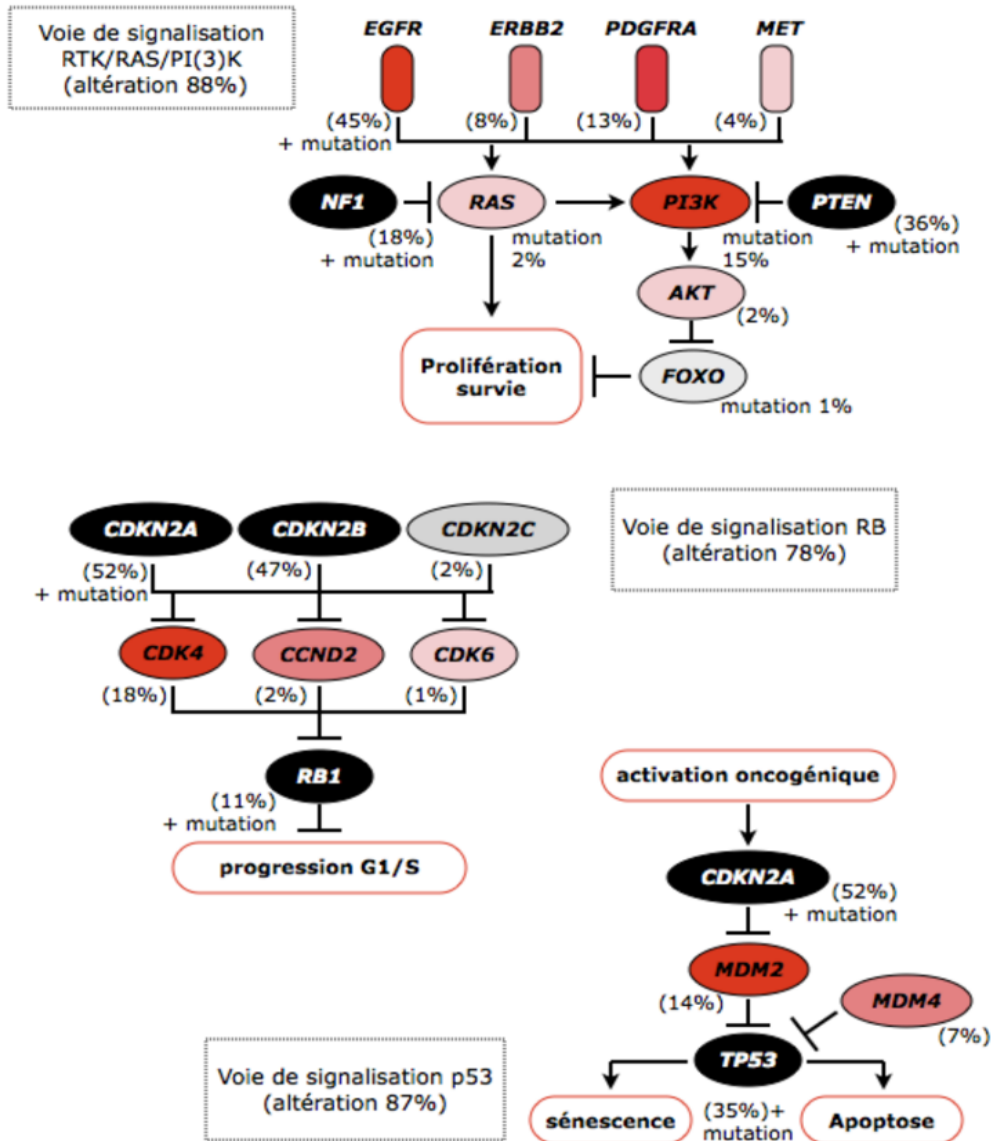 Voie de signalisation
RTK/RAS/PI(3)K
(altération 88%)
EGFR ERBB2 PDGFRA MET
(45%) (8%) (13%) (4%)
+ mutation
NF1 RAS PI3K PTEN
(18%) mutation mutation (36%)
+ mutation 2% 15% + mutation
AKT
(2%)
Prolifération
survie
FOXO
mutation 1%
CDKN2A CDKN2B CDKN2C
(52%) (47%) (2%)
+ mutation
Voie de signalisation RB
(altération 78%)
CDK4 CCND2 CDK6
(18%) (2%) (1%)
RB1
(11%)
+ mutation
progression G1/S
activation oncogénique
CDKN2A
(52%)
+ mutation
MDM2
(14%)
MDM4
(7%)
TP53
Voie de signalisation p53
(altération 87%)
sénescence (35%)+ Apoptose
mutation